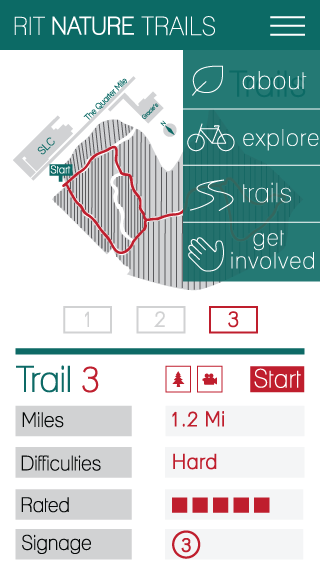 RIT NATURE TRAILS
Trails
about
explore
trails
get
involved
The Quarter Mile
Gracie's
N
SLC
Start
1 2 3
Trail 3 Start
Miles 1.2 Mi
Difficulties Hard
Rated
Signage 3